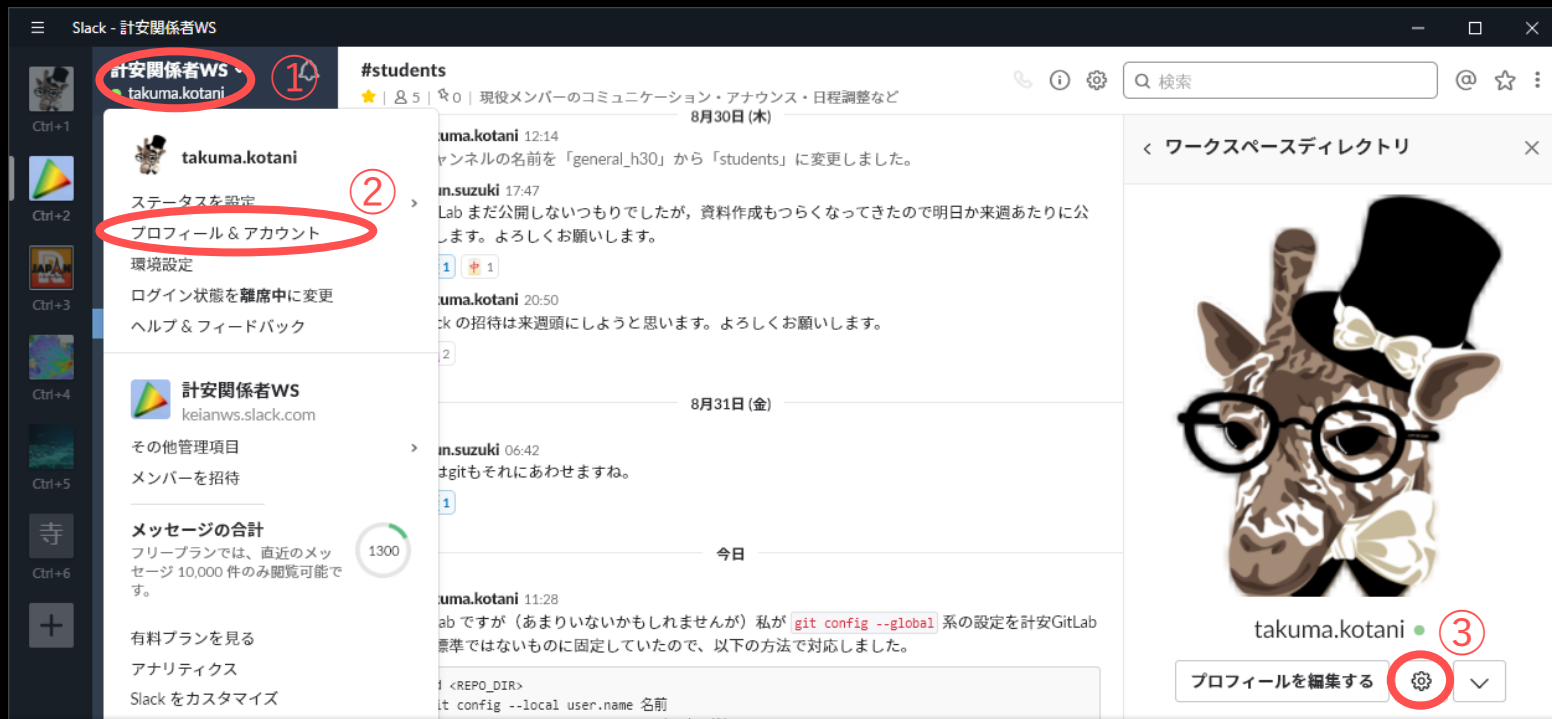 Slack - 計安関係者WS
計安関係者WS
takuma.kotani
①
Ctrl+1
Ctrl+2
JAPAN
R
Ctrl+3
Ctrl+4
Ctrl+5
寺
Ctrl+6
takuma.kotani
ステータスを設定
②
プロフィール & アカウント
環境設定
ログイン状態を離席中に変更
ヘルプ & フィードバック
計安関係者WS
keianws.slack.com
その他管理項目
メンバーを招待
メッセージの合計
フリープランでは、直近のメッ
セージ 10,000 件のみ閲覧可能で
す。
1300
有料プランを見る
アナリティクス
Slack をカスタマイズ
#students
5 | 0 | 現役メンバーのコミュニケーション・アナウンス・日程調整など
検索
8月30日 (木)
uma.kotani 12:14
ャンネルの名前を「general_h30」から「students」に変更しました。
un.suzuki 17:47
Lab まだ公開しないつもりでしたが，資料作成もつらくなってきたので明日か来週あたりに公
します。よろしくお願いします。
1 中 1
uma.kotani 20:50
ck の招待は来週頭にしようと思います。よろしくお願いします。
2
8月31日 (金)
un.suzuki 06:42
はgitもそれにあわせますね。
1
今日
uma.kotani 11:28
ab ですが（あまりいないかもしれませんが）私が git config --global 系の設定を計安GitLab
標準ではないものに固定していたので、以下の方法で対応しました。
d <REPO_DIR>
it config --local user.name 名前
ワークスペースディレクトリ
takuma.kotani
③
プロフィールを編集する